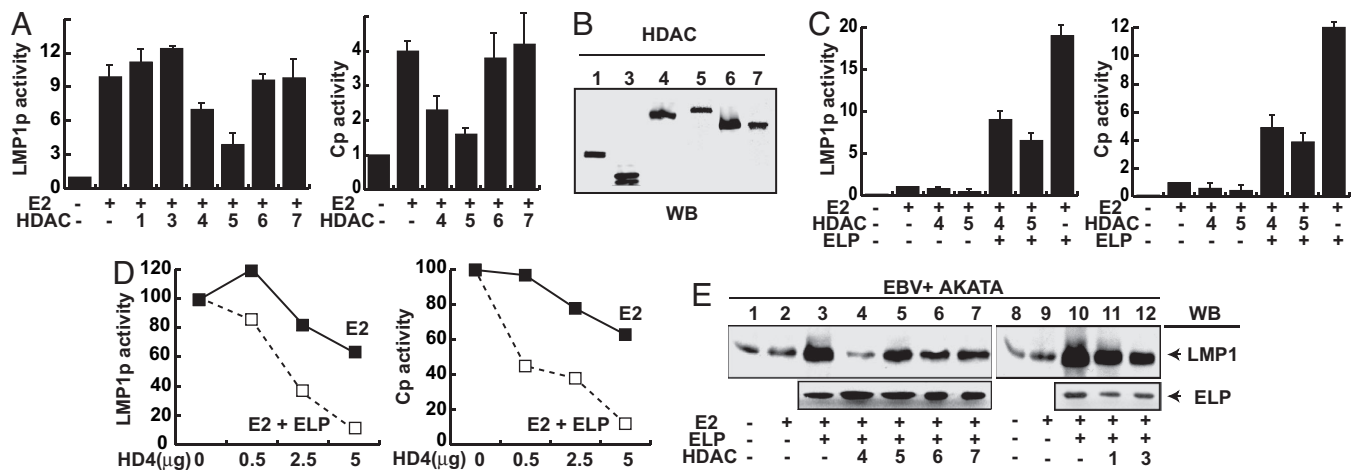 A
LMP1p activity
12
9
6
3
0
E2 - + + + + + + +
HDAC - - 1 3 4 5 6 7
Cp activity
4
2
0
E2 - + + + + +
HDAC - - 4 5 6 7
B
HDAC
1 3 4 5 6 7
WB
C
LMP1p activity
20
15
10
5
0
E2 - + + + + + +
HDAC - - 4 5 4 5 -
ELP - - - - + + +
Cp activity
12
10
8
6
4
2
0
E2 - + + + + + +
HDAC - - 4 5 4 5 -
ELP - - - - + + +
D
LMP1p activity
120
100
80
60
40
20
0
E2
E2 + ELP
HD4(μg) 0 0.5 2.5 5
Cp activity
100
80
60
40
20
0
E2
E2 + ELP
HD4(μg) 0 0.5 2.5 5
E
EBV+ AKATA
1 2 3 4 5 6 7 8 9 10 11 12 WB
LMP1
ELP
E2 - + + + + + + - + + + +
ELP - - + + + + + - - + + +
HDAC - - - 4 5 6 7 - - - 1 3